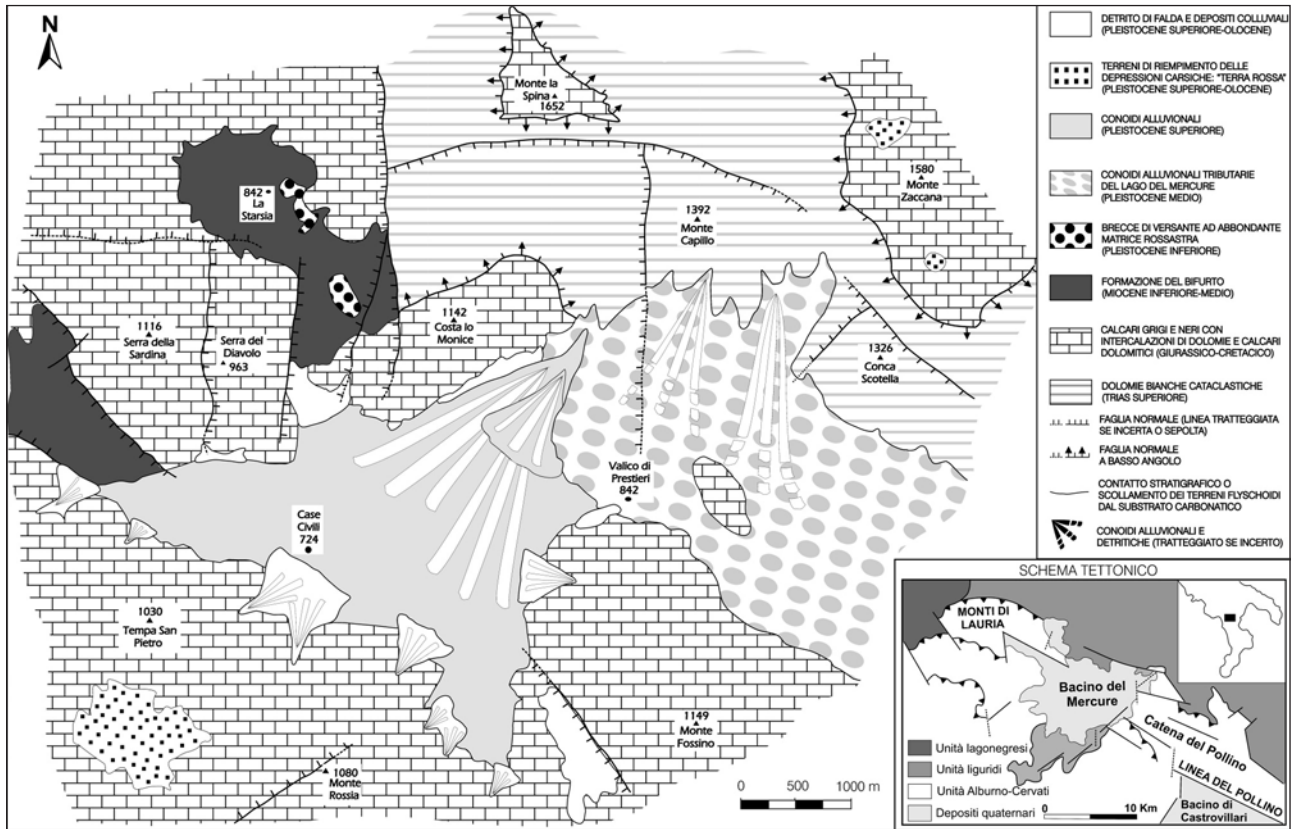 N
Monte la
Spina
1652
842
La
Starsia
1580
Monte
Zaccana
1392
Monte
Capillo
1116
Serra della
Sardina
Serra del
Diavolo
963
1142
Costa lo
Monice
1326
Conca
Scotella
Valico di
Prestieri
842
Case
Civili
724
1030
Tempa San
Pietro
1149
Monte
Fossino
1080
Monte
Rossia
0 500 1000 m
DETRITO DI FALDA E DEPOSITI COLLUVIALI
(PLEISTOCENE SUPERIORE-OLOCENE)
TERRENI DI RIEMPIMENTO DELLE
DEPRESSIONI CARSICHE: "TERRA ROSSA"
(PLEISTOCENE SUPERIORE-OLOCENE)
CONOIDI ALLUVIONALI
(PLEISTOCENE SUPERIORE)
CONOIDI ALLUVIONALI TRIBUTARIE
DEL LAGO DEL MERCURE
(PLEISTOCENE MEDIO)
BRECCE DI VERSANTE AD ABBONDANTE
MATRICE ROSSASTRA
(PLEISTOCENE INFERIORE)
FORMAZIONE DEL BIFURTO
(MIOCENE INFERIORE-MEDIO)
CALCARI GRIGI E NERI CON
INTERCALAZIONI DI DOLOMIE E CALCARI
DOLOMITICI (GIURASSICO-CRETACICO)
DOLOMIE BIANCHE CATACLASTICHE
(TRIAS SUPERIORE)
FAGLIA NORMALE (LINEA TRATTEGGIATA
SE INCERTA O SEPOLTA)
FAGLIA NORMALE
A BASSO ANGOLO
CONTATTO STRATIGRAFICO O
SCOLLAMENTO DEI TERRENI FLYSCHOIDI
DAL SUBSTRATO CARBONATICO
CONOIDI ALLUVIONALI E
DETRITICHE (TRATTEGGIATO SE INCERTO)
SCHEMA TETTONICO
MONTI DI
LAURIA
Bacino del
Mercure
Catena del Pollino
LINEA DEL POLLINO
Bacino di
Castrovillari
Unità lagonegresi
Unità liguridi
Unità Alburno-Cervati
Depositi quaternari
0 10 Km